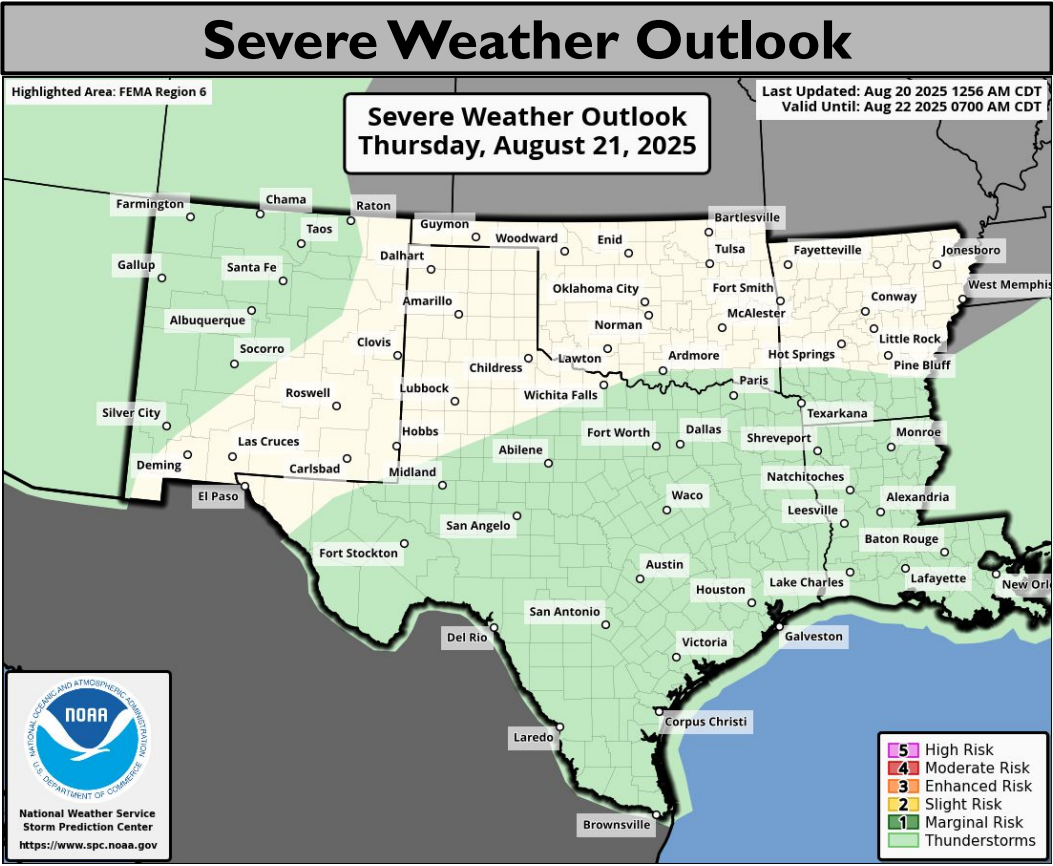 Severe Weather Outlook
Highlighted Area: FEMA Region 6
Last Updated: Aug 20 2025 1256 AM CDT
Valid Until: Aug 22 2025 0700 AM CDT
Severe Weather Outlook
Thursday, August 21, 2025
Farmington
Chama
Raton
Taos
Guymon
Woodward
Enid
Bartlesville
Tulsa
Fayetteville
Jonesboro
Gallup
Santa Fe
Dalhart
Oklahoma City
Fort Smith
Conway
West Memphis
Albuquerque
Amarillo
Norman
McAlester
Little Rock
Socorro
Clovis
Childress
Lawton
Ardmore
Hot Springs
Pine Bluff
Roswell
Lubbock
Wichita Falls
Paris
Texarkana
Silver City
Las Cruces
Hobbs
Abilene
Fort Worth
Dallas
Shreveport
Monroe
Deming
Carlsbad
Midland
Natchitoches
El Paso
Waco
Leesville
Alexandria
San Angelo
Baton Rouge
Fort Stockton
Austin
Houston
Lake Charles
Lafayette
New Orl
San Antonio
Del Rio
Victoria
Galveston
Laredo
Corpus Christi
Brownsville
NATIONAL OCEANIC AND ATMOSPHERIC ADMINISTRATION
NOAA
U.S. DEPARTMENT OF COMMERCE
National Weather Service
Storm Prediction Center
https://www.spc.noaa.gov
5 High Risk
4 Moderate Risk
3 Enhanced Risk
2 Slight Risk
1 Marginal Risk
Thunderstorms